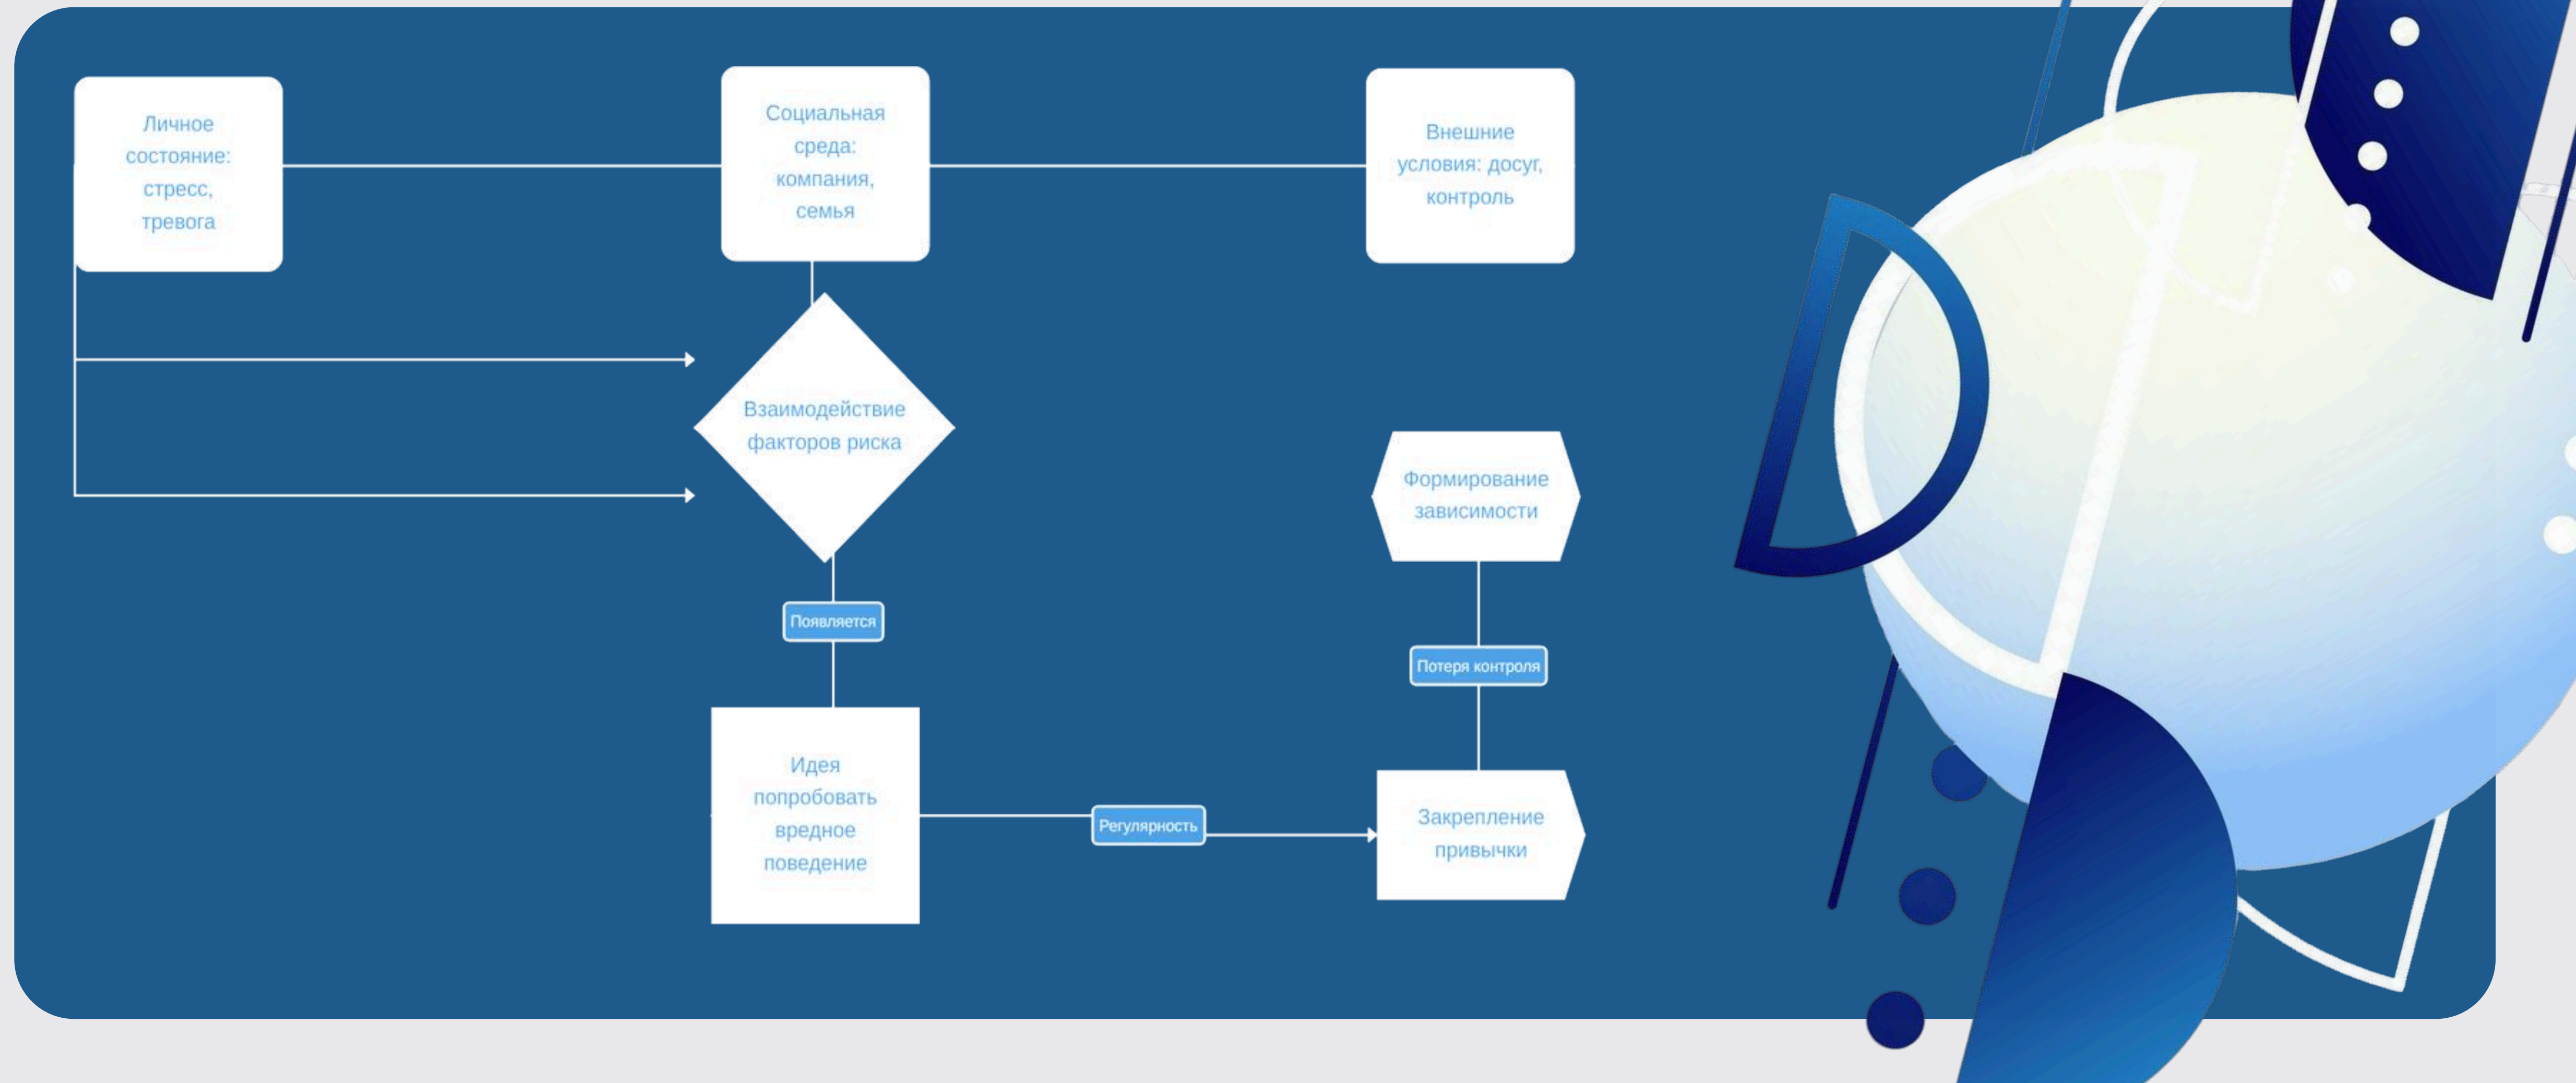 Личное
состояние:
стресс,
тревога
Социальная
среда:
компания,
семья
Внешние
условия: досуг,
контроль
Взаимодействие
факторов риска
Формирование
зависимости
Появляется
Потеря контроля
Идея
попробовать
вредное
поведение
Регулярность
Закрепление
привычки